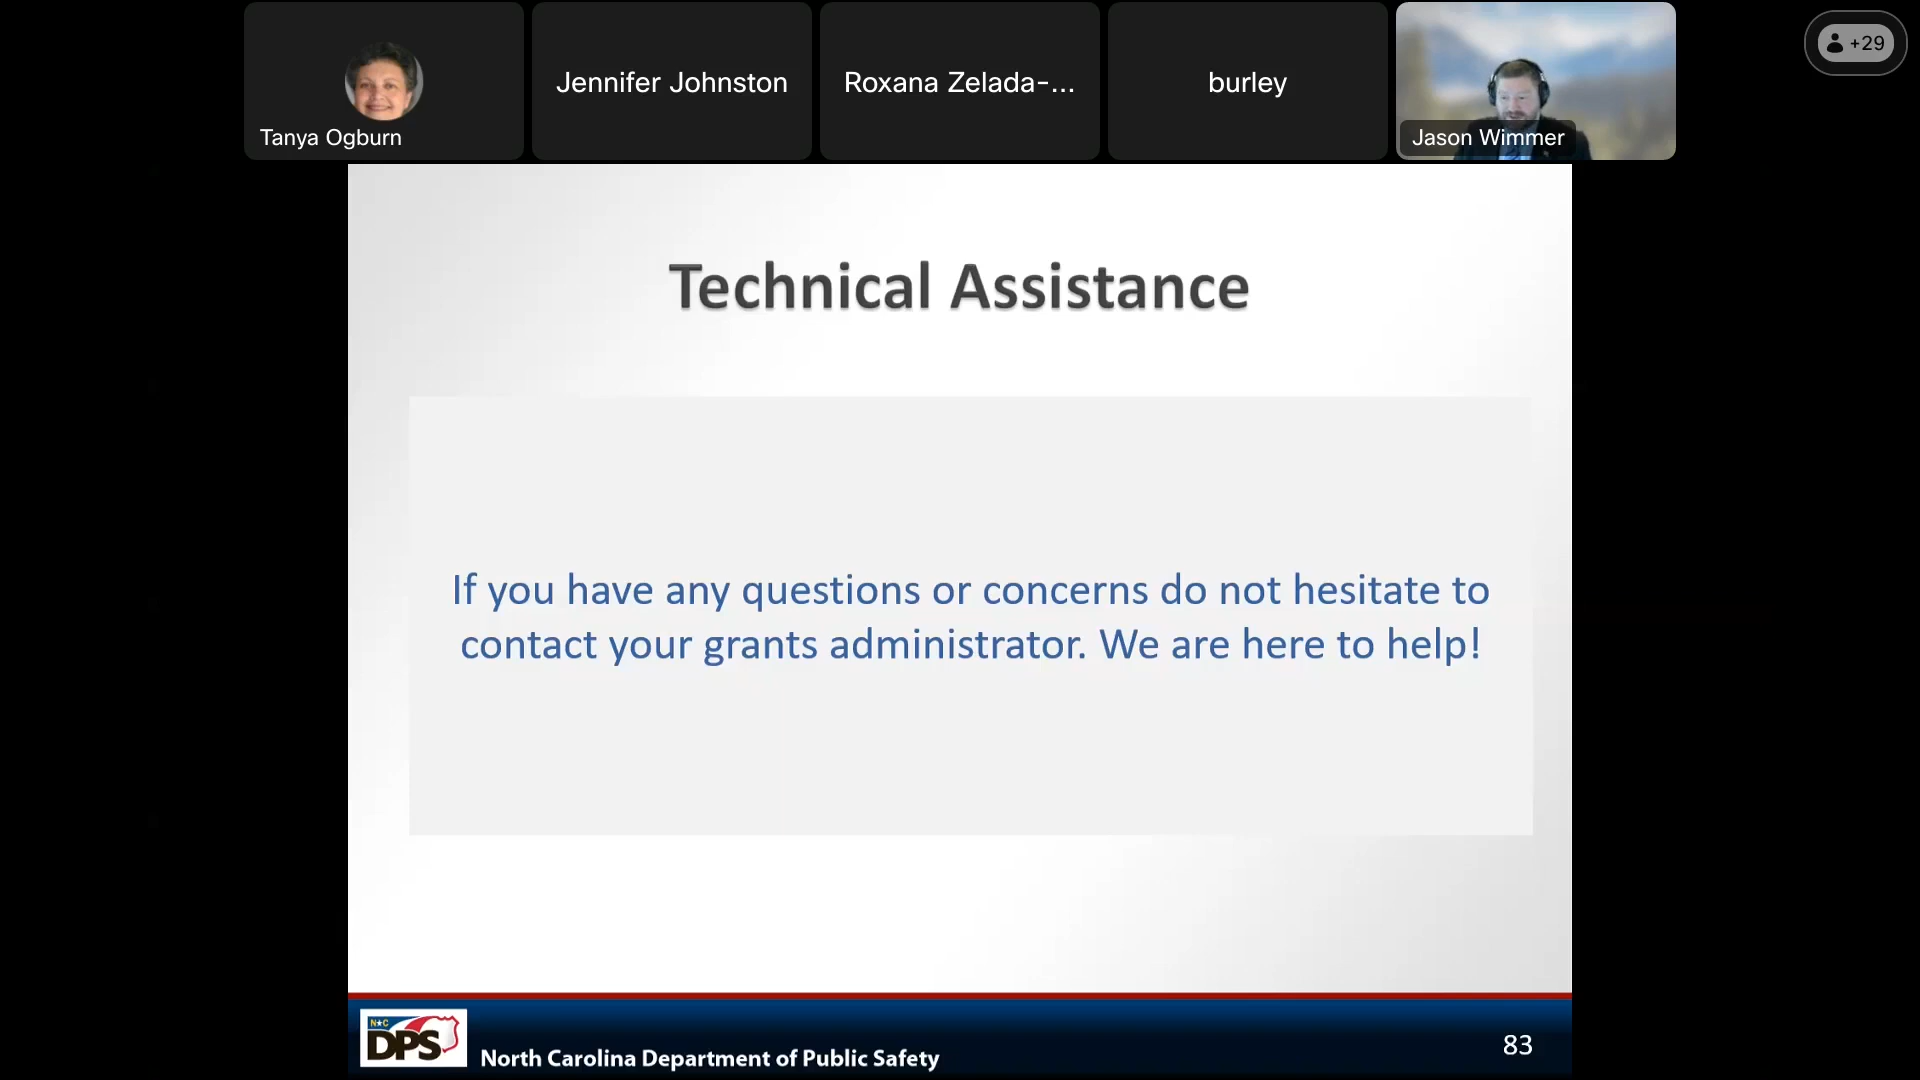 Tanya Ogburn
Jennifer Johnston
Roxana Zelada-...
burley
Jason Wimmer
+29
Technical Assistance
If you have any questions or concerns do not hesitate to
contact your grants administrator. We are here to help!
N★C
DPS
North Carolina Department of Public Safety
83